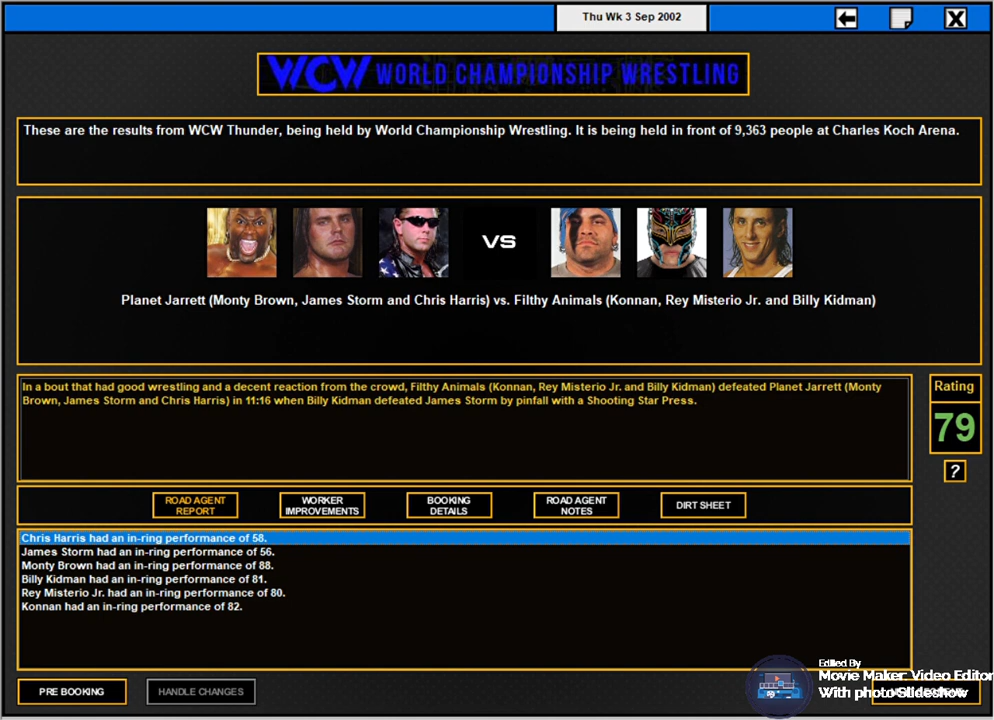 Thu Wk 3 Sep 2002
WCW WORLD CHAMPIONSHIP WRESTLING
These are the results from WCW Thunder, being held by World Championship Wrestling. It is being held in front of 9,363 people at Charles Koch Arena.
VS
Planet Jarrett (Monty Brown, James Storm and Chris Harris) vs. Filthy Animals (Konnan, Rey Misterio Jr. and Billy Kidman)
In a bout that had good wrestling and a decent reaction from the crowd, Filthy Animals (Konnan, Rey Misterio Jr. and Billy Kidman) defeated Planet Jarrett (Monty
Brown, James Storm and Chris Harris) in 11:16 when Billy Kidman defeated James Storm by pinfall with a Shooting Star Press.
Rating
79
?
ROAD AGENT
REPORT
WORKER
IMPROVEMENTS
BOOKING
DETAILS
ROAD AGENT
NOTES
DIRT SHEET
Chris Harris had an in-ring performance of 58.
James Storm had an in-ring performance of 56.
Monty Brown had an in-ring performance of 88.
Billy Kidman had an in-ring performance of 81.
Rey Misterio Jr. had an in-ring performance of 80.
Konnan had an in-ring performance of 82.
PRE BOOKING
HANDLE CHANGES
Edited By
Movie Maker: Video Editor
With photo Slideshow